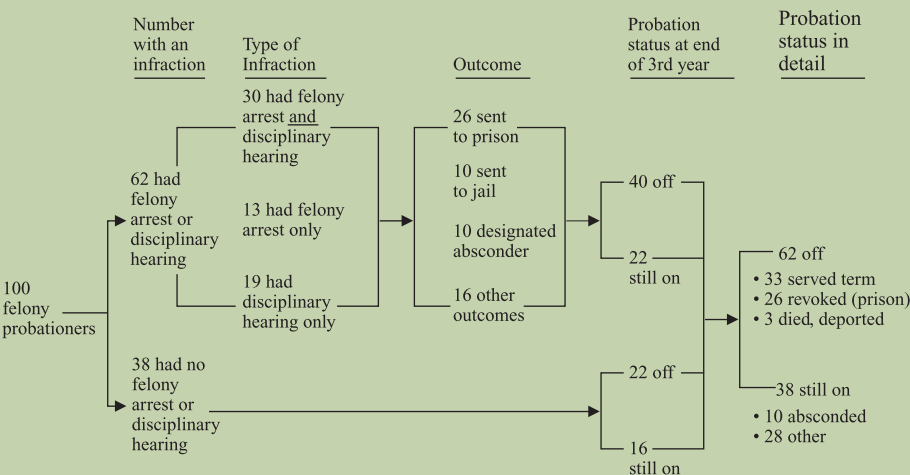 Number
with an
infraction
Type of
Infraction
Outcome
Probation
status at end
of 3rd year
Probation
status in
detail
100
felony
probationers
62 had
felony
arrest or
disciplinary
hearing
38 had no
felony
arrest or
disciplinary
hearing
30 had felony
arrest and
disciplinary
hearing
13 had felony
arrest only
19 had
disciplinary
hearing only
26 sent
to prison
10 sent
to jail
10 designated
absconder
16 other
outcomes
40 off
22
still on
22 off
16
still on
62 off
• 33 served term
• 26 revoked (prison)
• 3 died, deported
38 still on
• 10 absconded
• 28 other